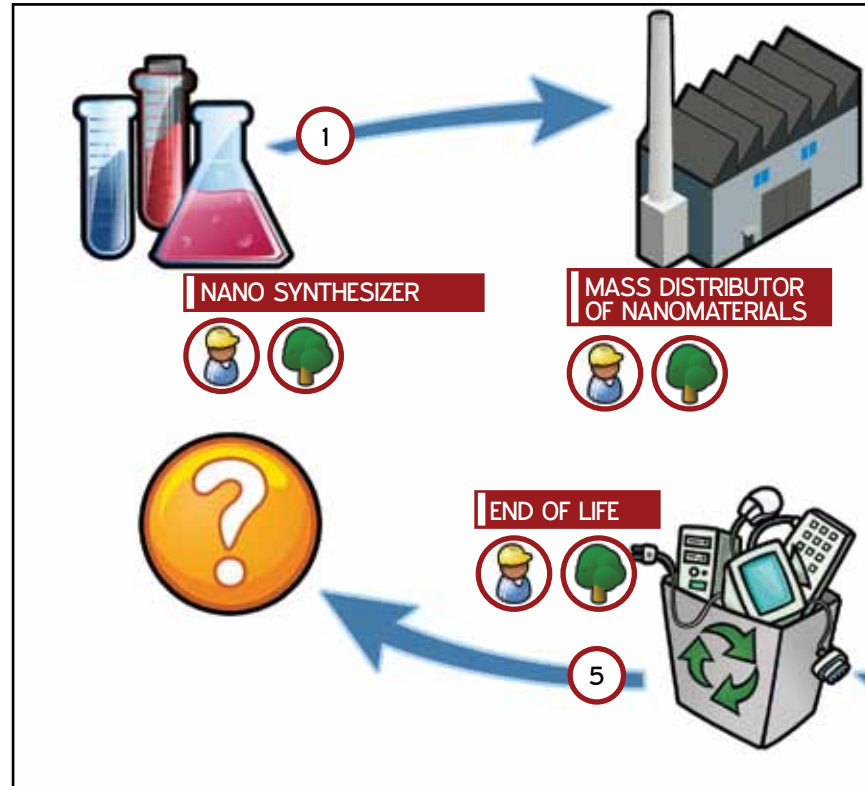 1
NANO SYNTHESIZER
MASS DISTRIBUTOR
OF NANOMATERIALS
?
END OF LIFE
5